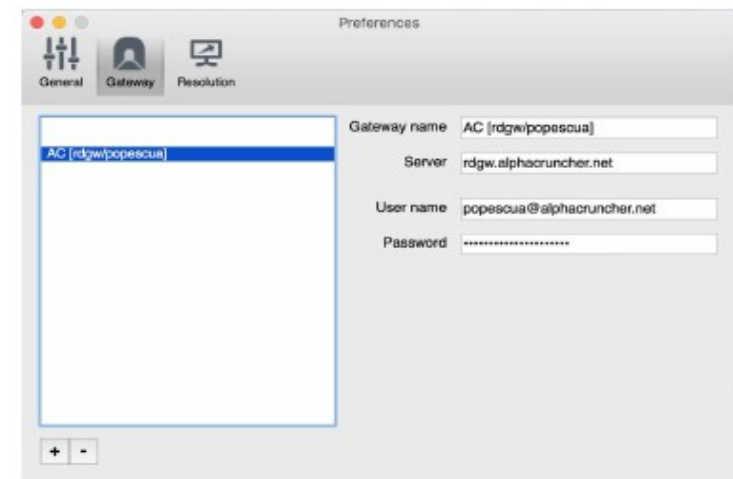 Preferences
General Gateway Resolution
AC [rdgw/popescua]
Gateway name AC [rdgw/popescua]
Server rdgw.alphacruncher.net
User name popescua@alphacruncher.net
Password •••••••••••••••••••••
+ -